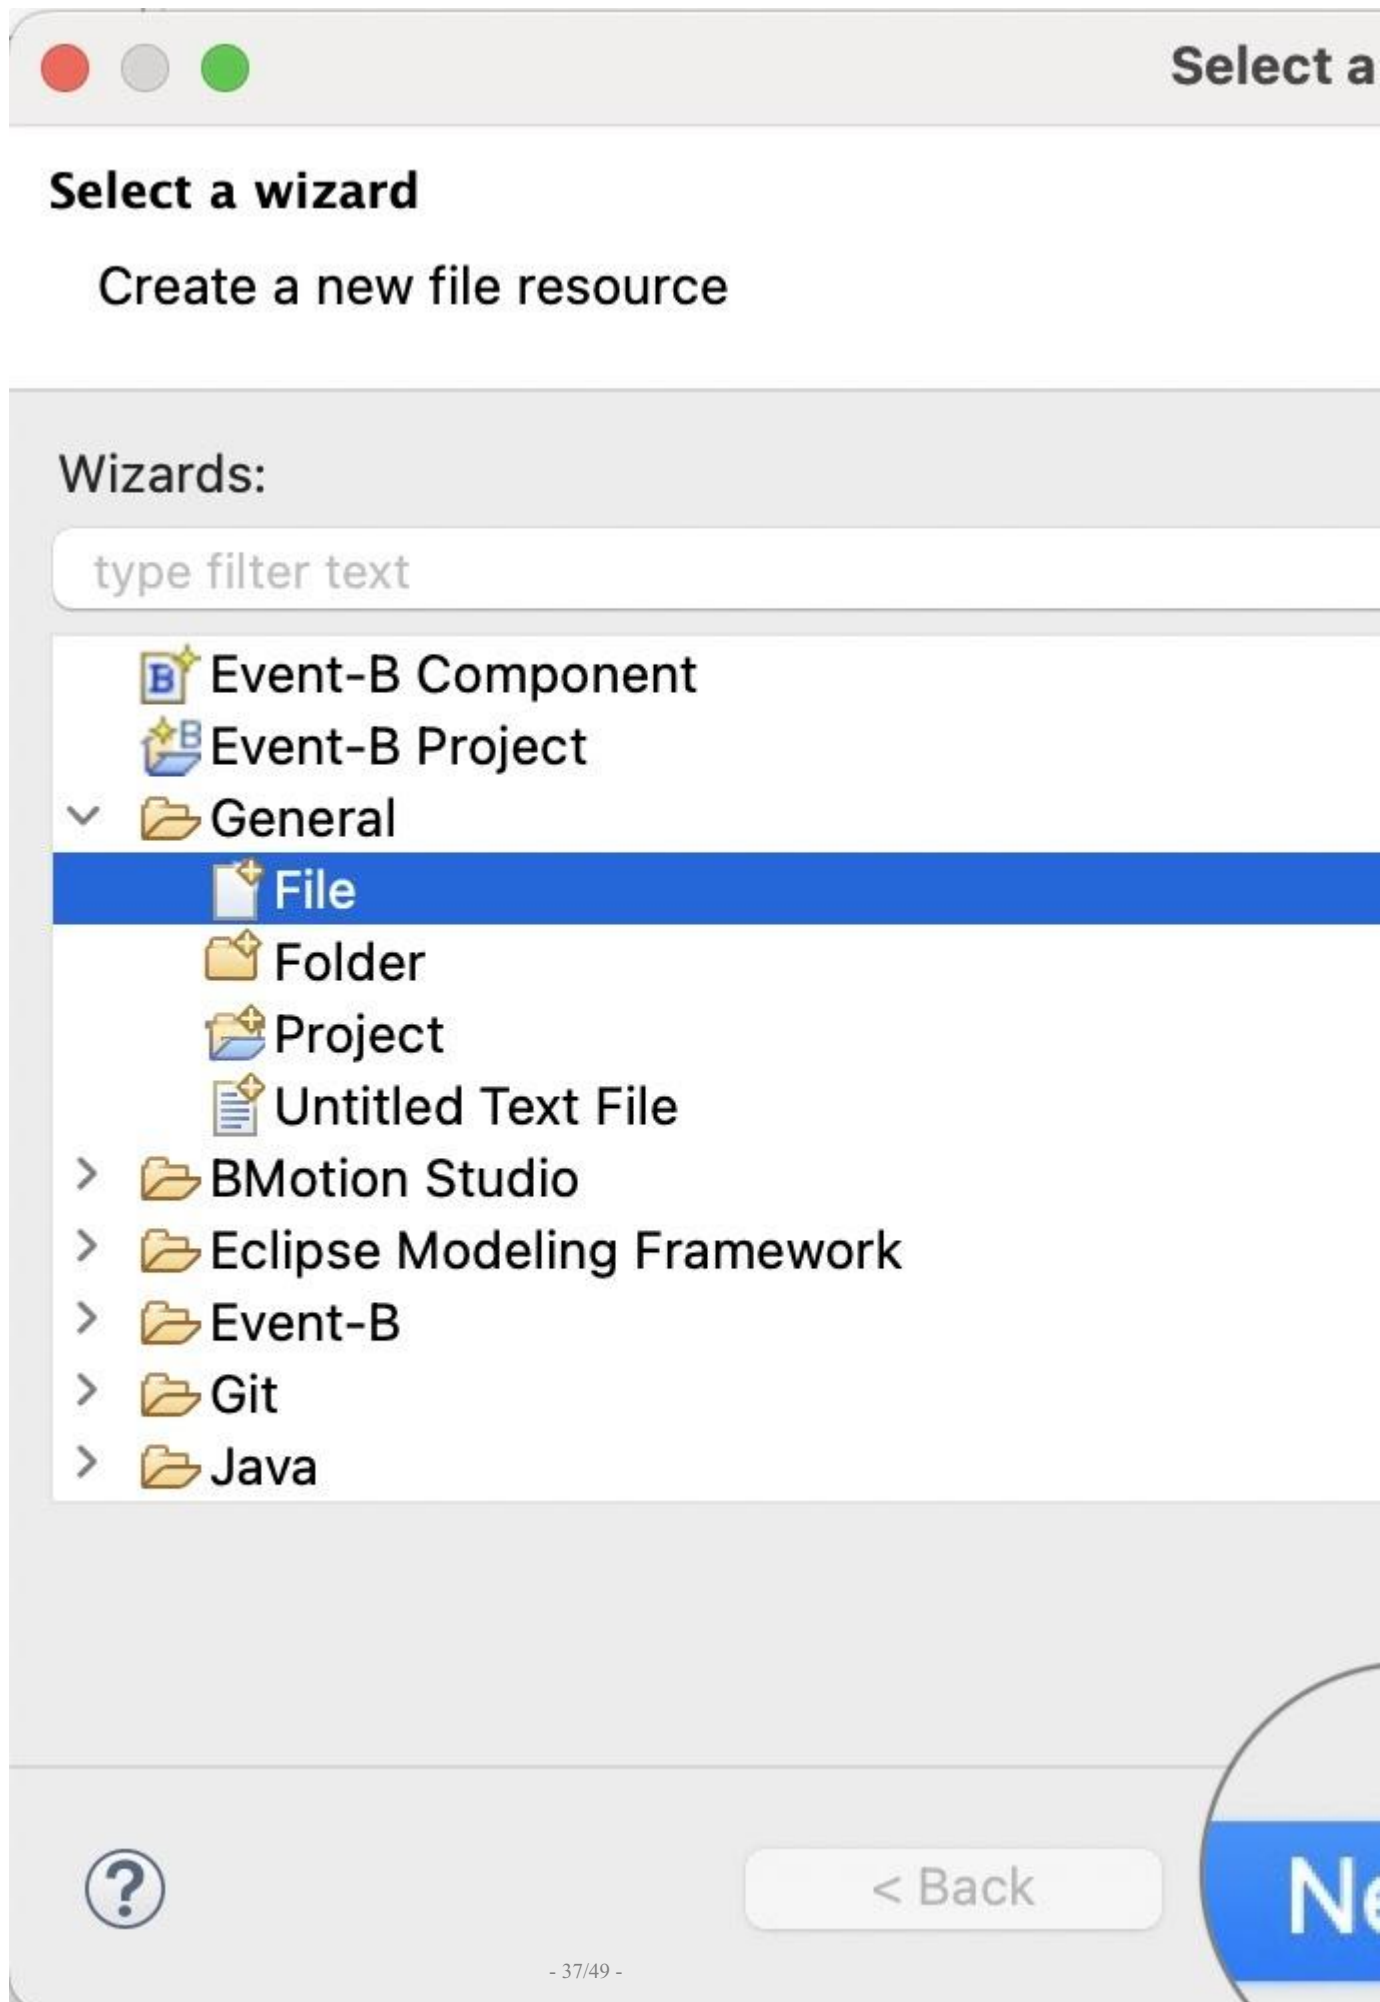 Select a
Select a wizard
Create a new file resource
Wizards:
type filter text
Event-B Component
Event-B Project
General
File
Folder
Project
Untitled Text File
BMotion Studio
Eclipse Modeling Framework
Event-B
Git
Java
?
< Back
Ne
- 37/49 -